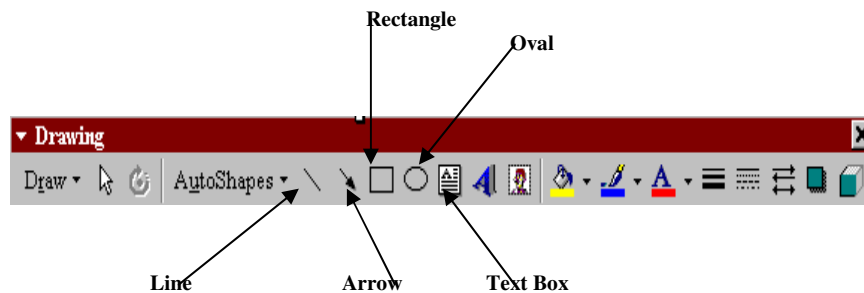 Rectangle
Oval
Drawing
Draw AutoShapes A A
Line Arrow Text Box